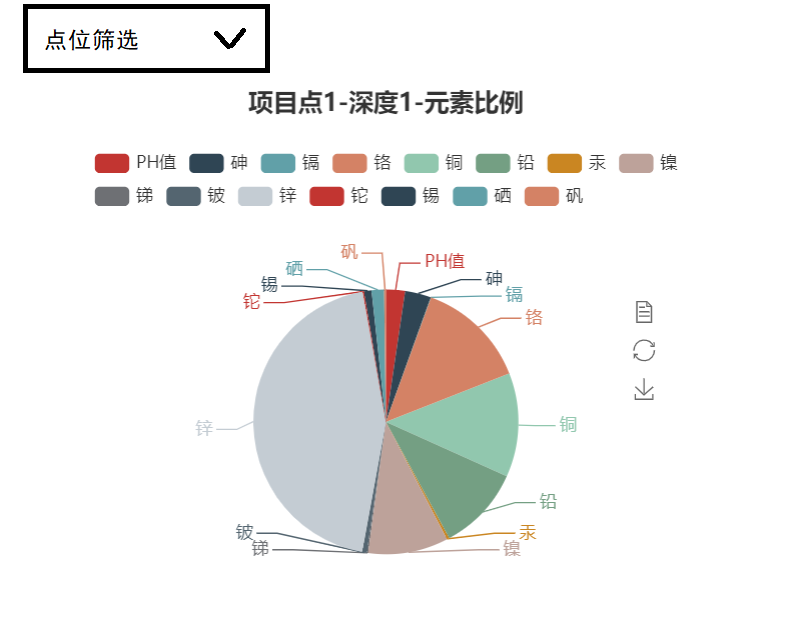 点位筛选
项目点1-深度1-元素比例
PH值 砷 镉 铬 铜 铅 汞 镍
锑 铍 锌 铊 锡 硒 矾
矾
PH值
硒
砷
锡
镉
铊
铬
铜
锌
铅
铍
汞
锑
镍